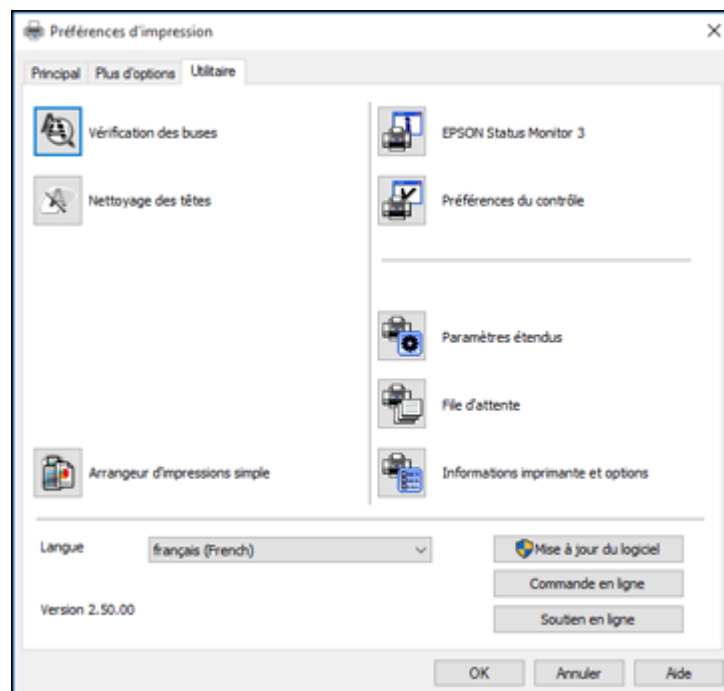 Préférences d'impression
Principal Plus d'options Utilitaire
Vérification des buses
EPSON Status Monitor 3
Nettoyage des têtes
Préférences du contrôle
Paramètres étendus
File d'attente
Arrangeur d'impressions simple
Informations imprimante et options
Langue français (French)
Mise à jour du logiciel
Commande en ligne
Version 2.50.00
Soutien en ligne
OK Annuler Aide